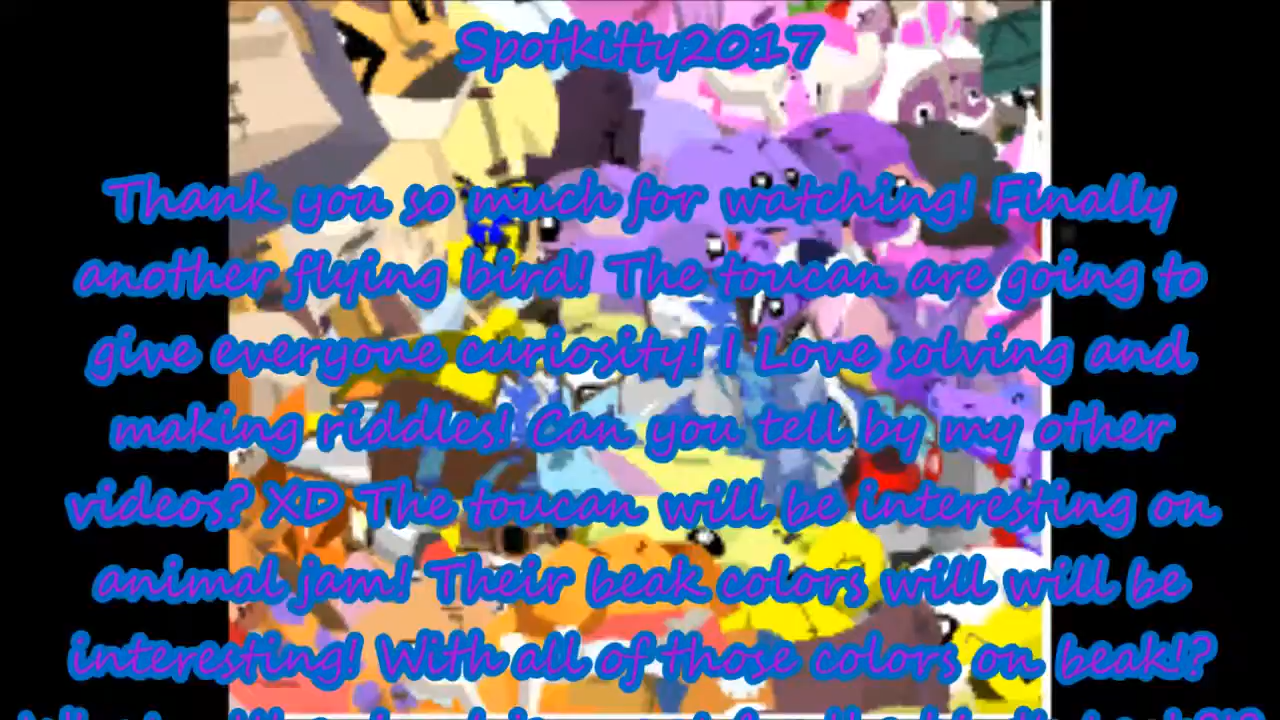 Spotkitty2017
Thank you so much for watching! Finally
another flying bird! The toucan are going to
give everyone curiosity! I Love solving and
making riddles! Can you tell by my other
videos? XD The toucan will be interesting on
animal jam! Their beak colors will will be
interesting! With all of those colors on beak!?